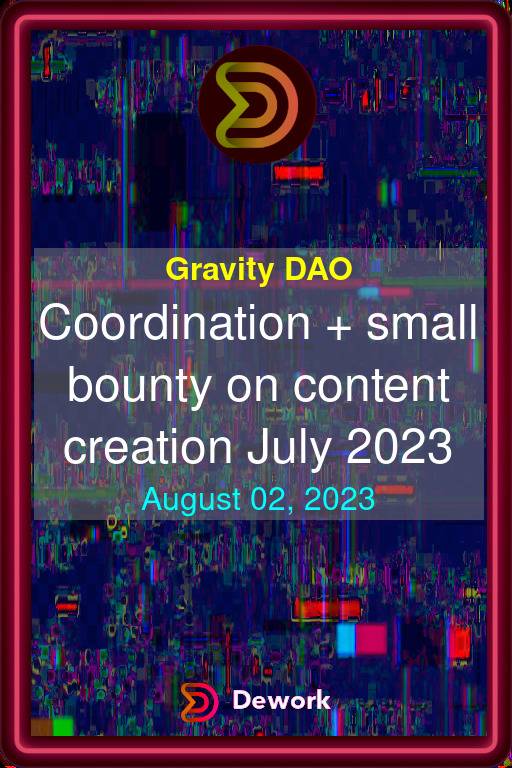 Gravity DAO
Coordination + small
bounty on content
creation July 2023
August 02, 2023
Dework